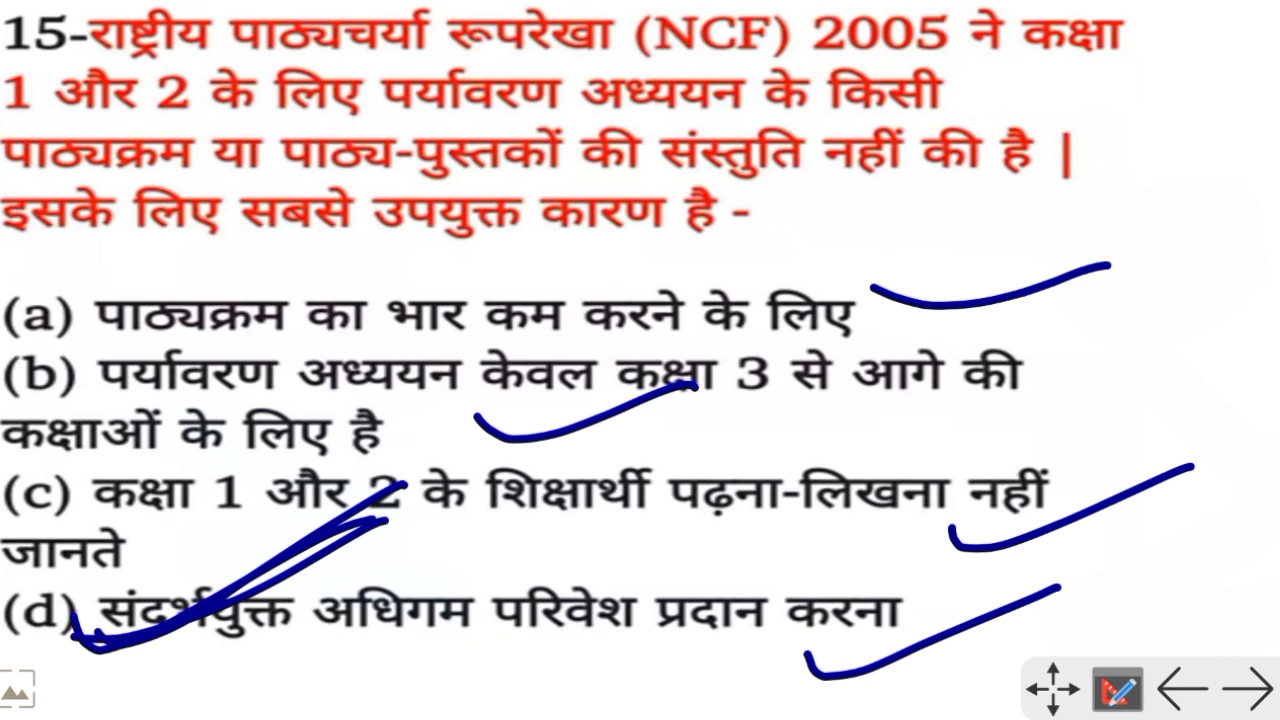 15-राष्ट्रीय पाठ्यचर्या रूपरेखा (NCF) 2005 ने कक्षा
1 और 2 के लिए पर्यावरण अध्ययन के किसी
पाठ्यक्रम या पाठ्य-पुस्तकों की संस्तुति नहीं की है |
इसके लिए सबसे उपयुक्त कारण है -
(a) पाठ्यक्रम का भार कम करने के लिए
(b) पर्यावरण अध्ययन केवल कक्षा 3 से आगे की
कक्षाओं के लिए है
(c) कक्षा 1 और 2 के शिक्षार्थी पढ़ना-लिखना नहीं
जानते
(d) संदर्भयुक्त अधिगम परिवेश प्रदान करना